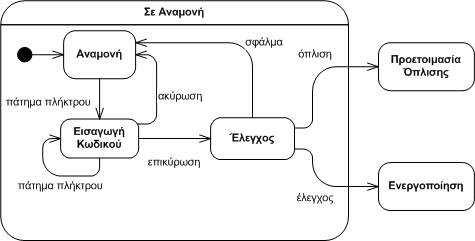 Σε Αναμονή
σφάλμα
όπλιση
Αναμονή
Προετοιμασία
Όπλισης
πάτημα πλήκτρου
ακύρωση
Εισαγωγή
Κωδικού
Έλεγχος
επικύρωση
πάτημα πλήκτρου
Ενεργοποίηση
έλεγχος